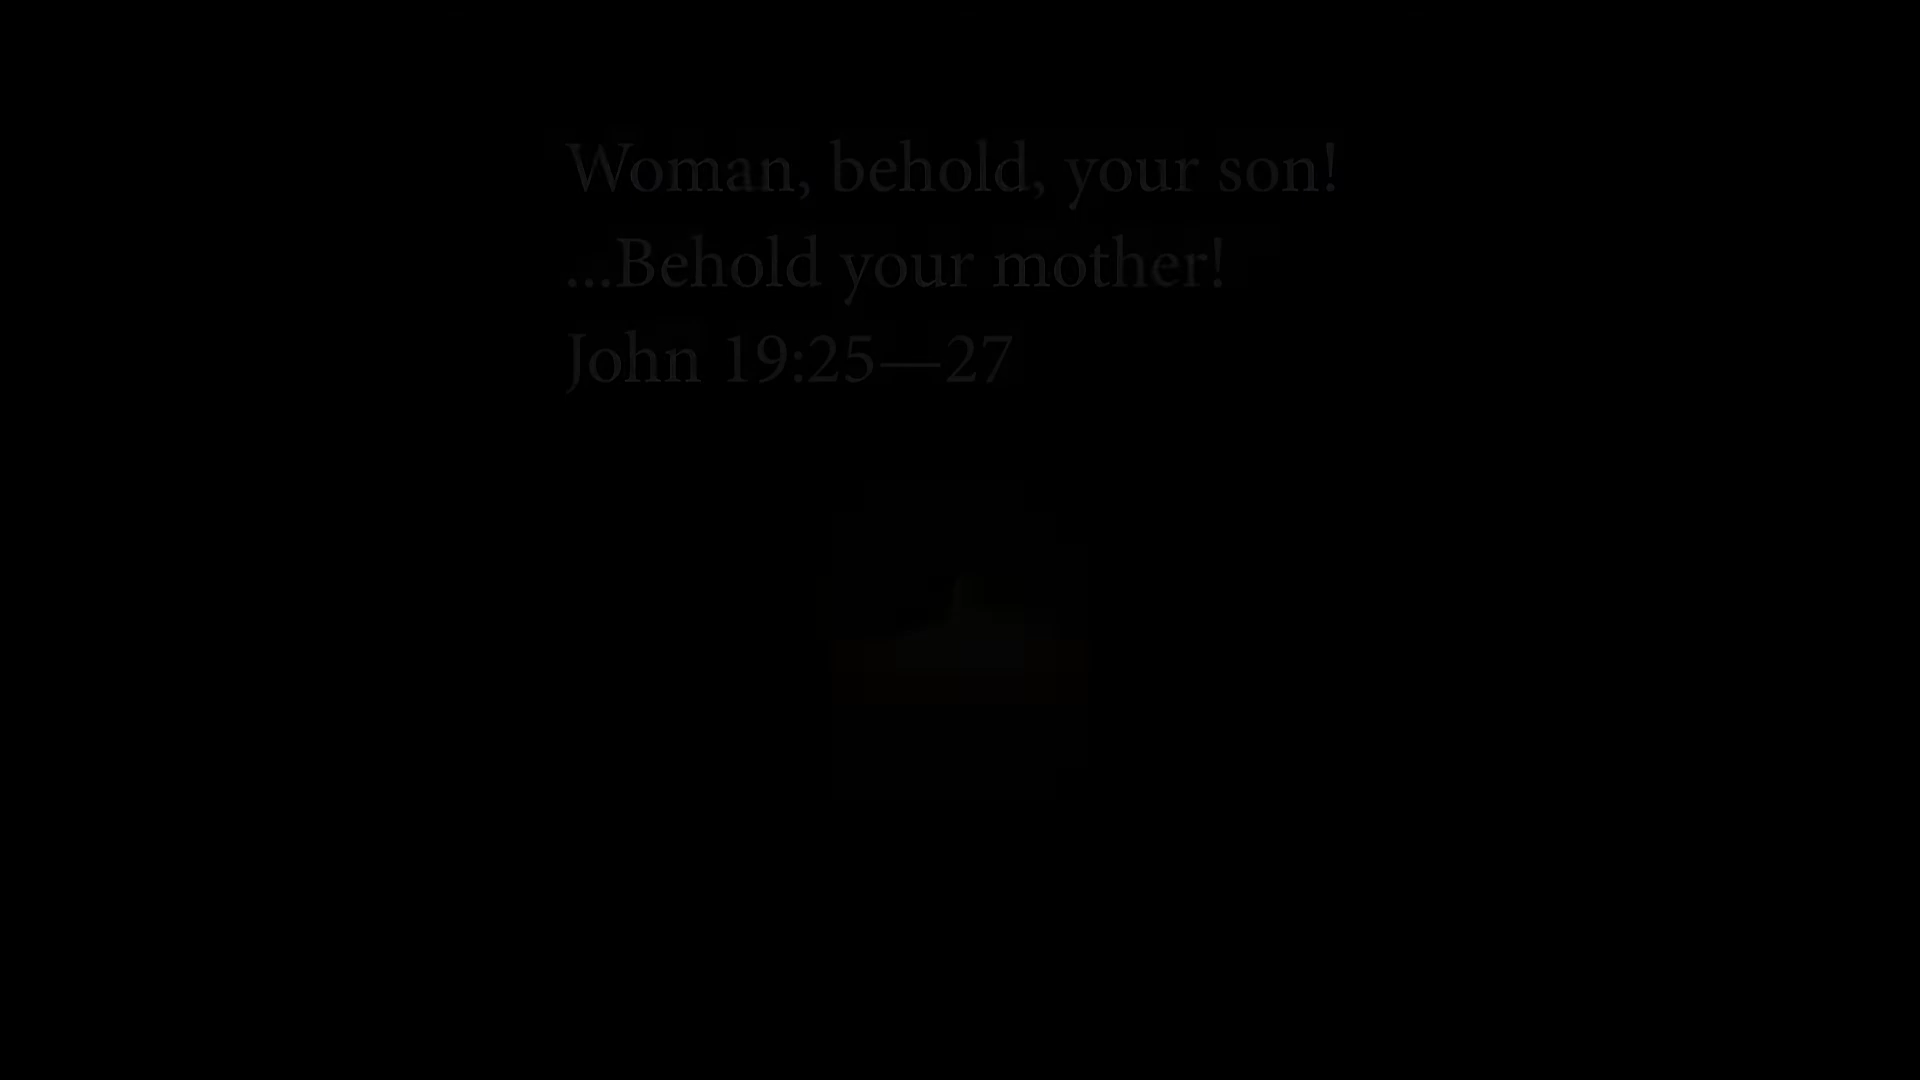 Woman, behold, your son!
...Behold your mother!
John 19:25—27